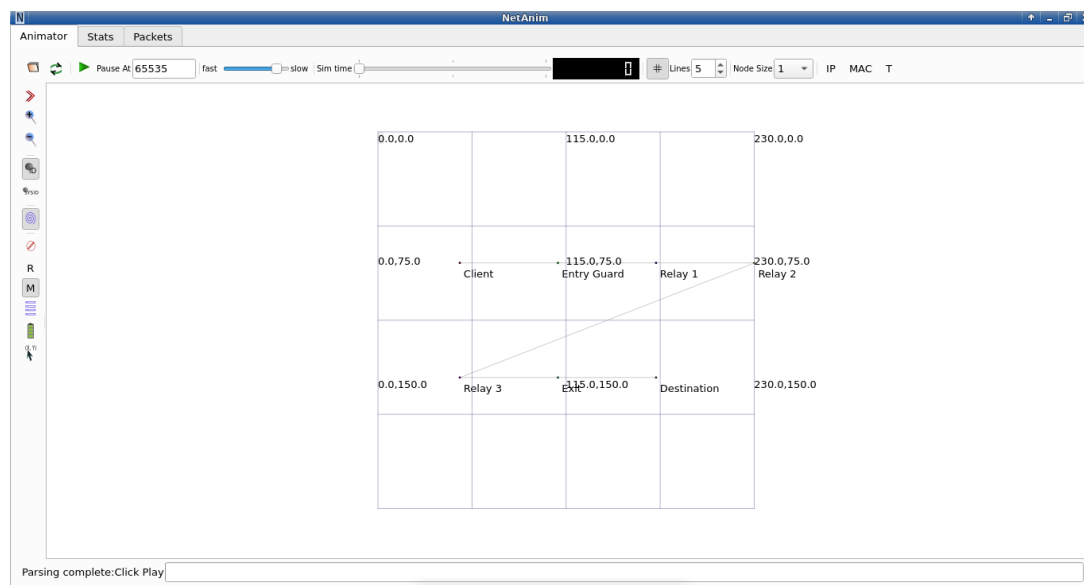 N NetAnim
Animator Stats Packets
Pause At 65535 fast slow Sim time 0 # Lines 5 Node Size 1 IP MAC T
0.0,0.0 115.0,0.0 230.0,0.0
SYSID
0.0,75.0 115.0,75.0 230.0,75.0
R Client Entry Guard Relay 1 Relay 2
M
(X,Y)
0.0,150.0 Relay 3 Exit 115.0,150.0 Destination 230.0,150.0
Parsing complete:Click Play